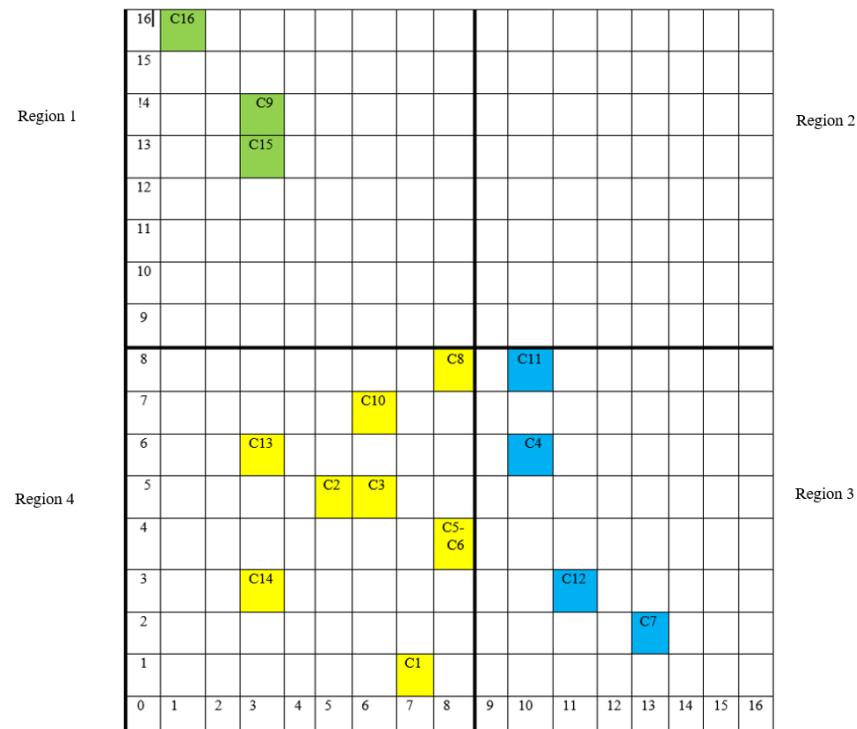 16 C16
15
Region 1
!4 C9
Region 2
13 C15
12
11
10
9
8 C8 C11
7 C10
6 C13 C4
Region 4
5 C2 C3
Region 3
4 C5-
C6
3 C14 C12
2 C7
1 C1
0 1 2 3 4 5 6 7 8 9 10 11 12 13 14 15 16